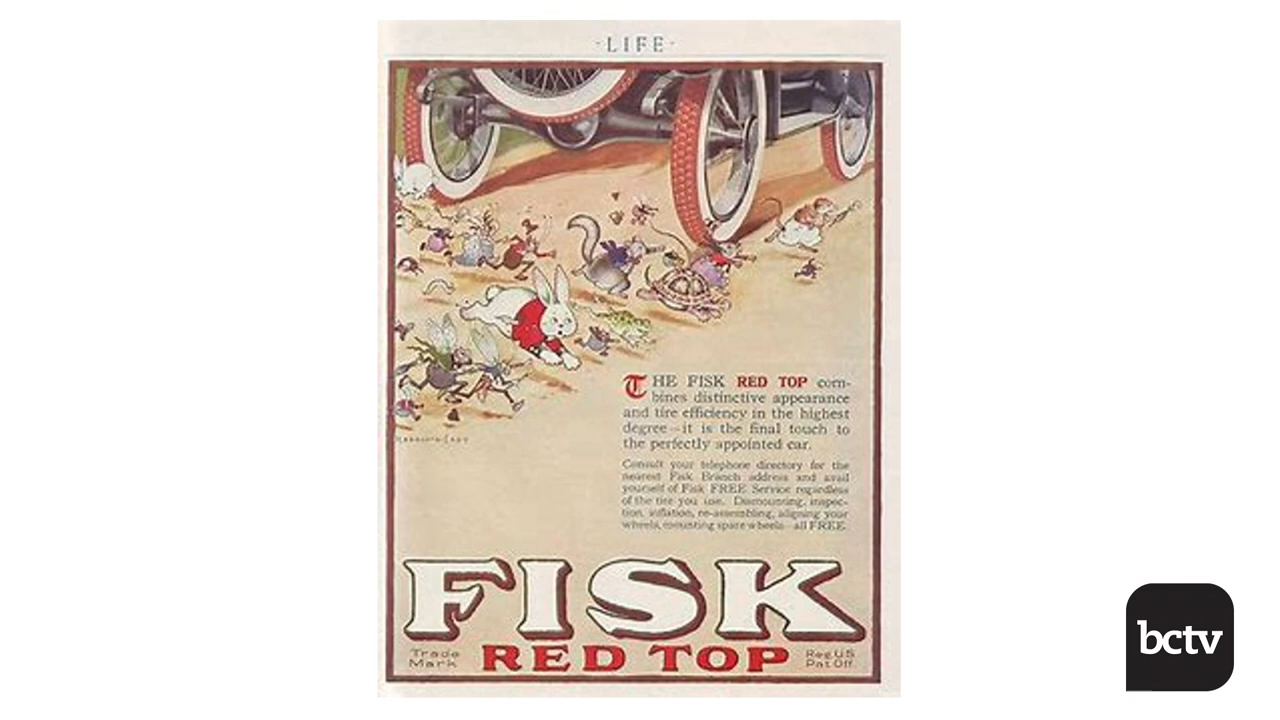 ·LIFE·
THE FISK RED TOP com-
bines distinctive appearance
and tire efficiency in the highest
degree—it is the final touch to
the perfectly appointed car.
Consult your telephone directory for the
nearest Fisk Branch address and avail
yourself of Fisk FREE Service regardless
of the tire you use. Dismounting, inspec-
tion, inflation, re-assembling, aligning your
wheels, mounting spare wheels—all FREE.
FISK
Trade
Mark
RED TOP
Reg.U.S.
Pat.Off.
bctv